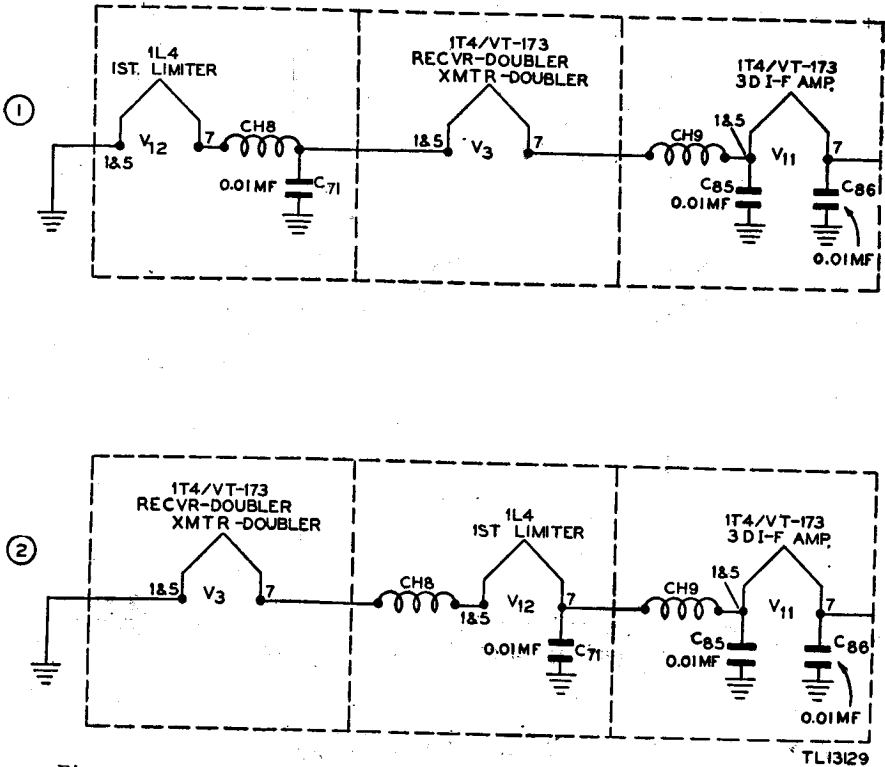 1
1L4
1ST. LIMITER
1&5
V12
7
CH8
0.01MF
C71
1T4/VT-173
RECVR-DOUBLER
XMTR-DOUBLER
1&5
V3
7
CH9
1T4/VT-173
3D I-F AMP.
1&5
V11
7
C85
0.01MF
C86
0.01MF
2
1T4/VT-173
RECVR-DOUBLER
XMTR-DOUBLER
1&5
V3
7
CH8
1L4
1ST LIMITER
1&5
V12
7
0.01MF
C71
CH9
1T4/VT-173
3D I-F AMP.
1&5
V11
7
C85
0.01MF
C86
0.01MF
TL13129